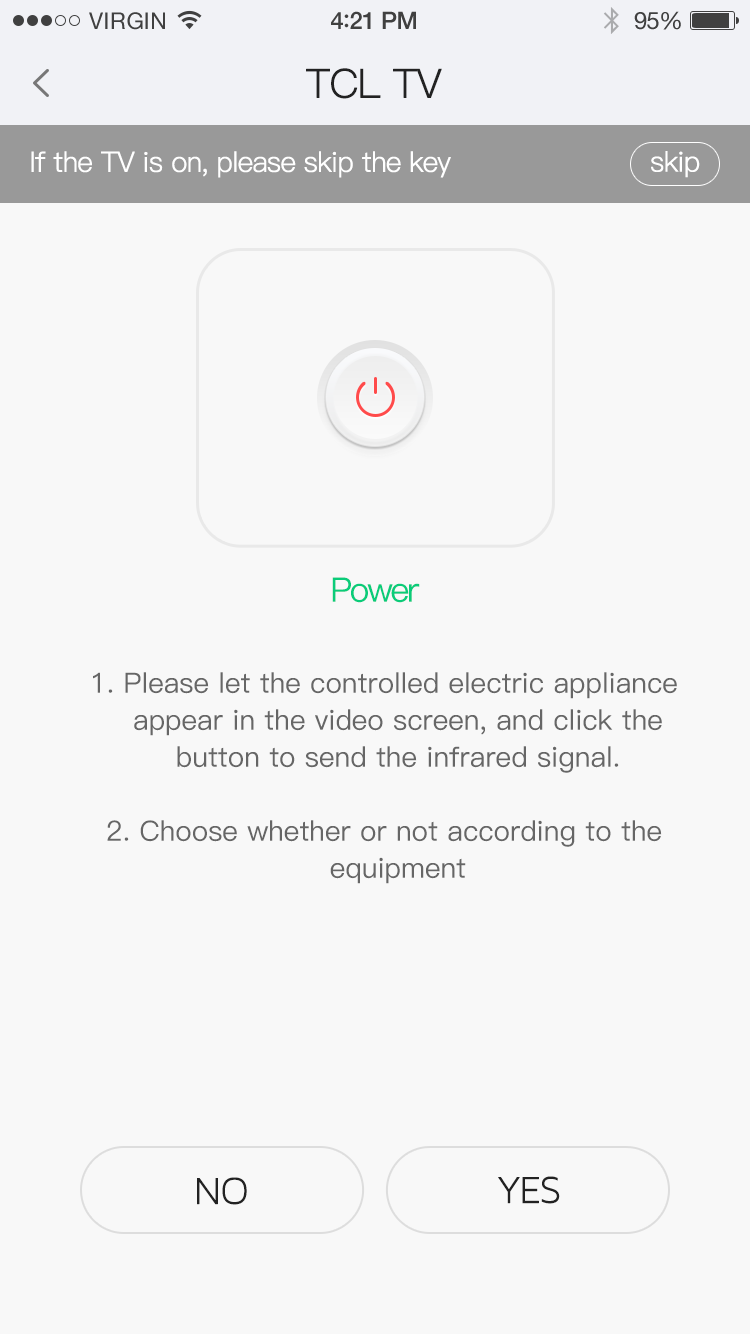 VIRGIN 4:21 PM 95%
TCL TV
If the TV is on, please skip the key skip
Power
1. Please let the controlled electric appliance
appear in the video screen, and click the
button to send the infrared signal.
2. Choose whether or not according to the
equipment
NO YES